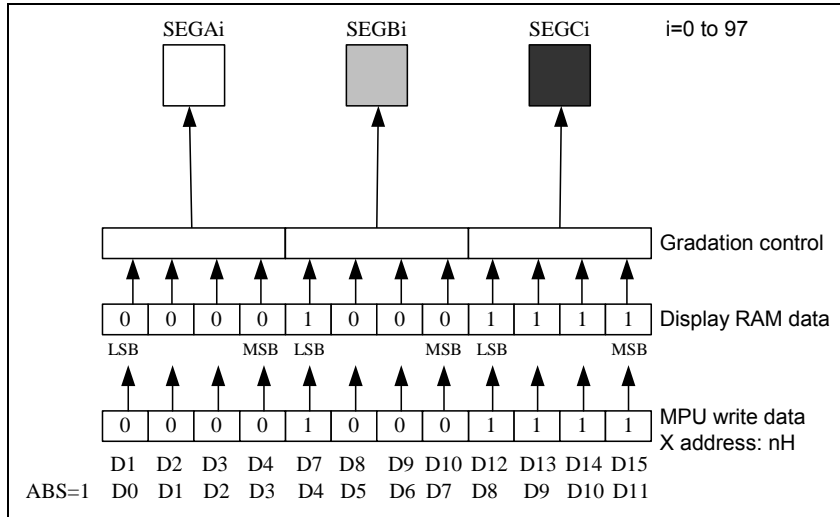 SEGAi SEGBi SEGCi i=0 to 97
Gradation control
0 0 0 0 1 0 0 0 1 1 1 1 Display RAM data
LSB MSB LSB MSB LSB MSB
0 0 0 0 1 0 0 0 1 1 1 1 MPU write data
X address: nH
D1 D2 D3 D4 D7 D8 D9 D10 D12 D13 D14 D15
ABS=1 D0 D1 D2 D3 D4 D5 D6 D7 D8 D9 D10 D11